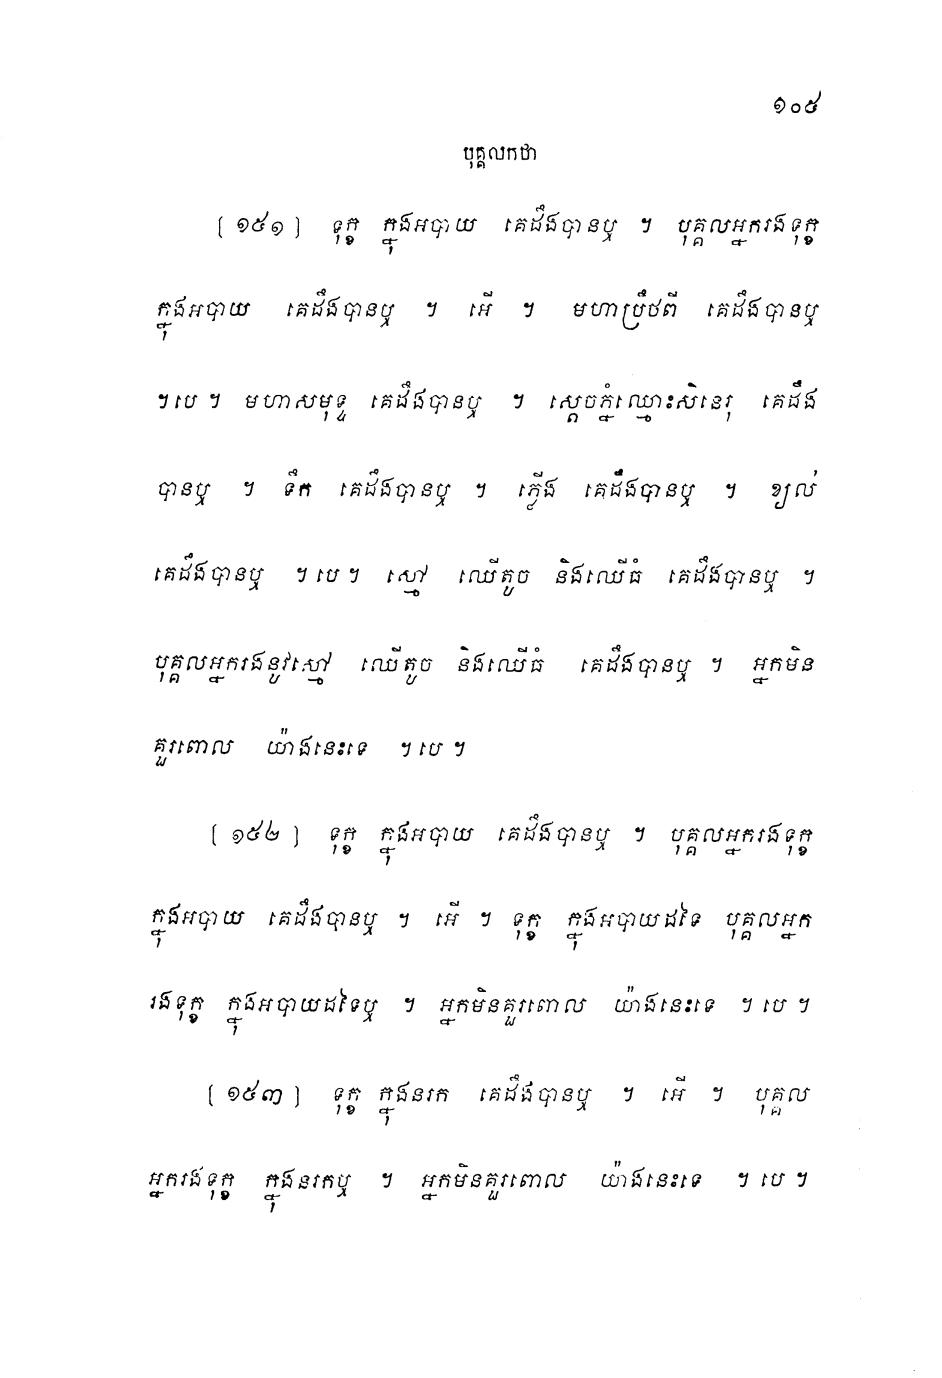 ១០៥
បុគ្គលកថា
[ ១៥១ ] ទុក្ខ ក្នុងអបាយ គេដឹងបានឬ ។ បុគ្គលអ្នករងទុក្ខ
ក្នុងអបាយ គេដឹងបានឬ ។ អើ ។ មហាប្រឹថពី គេដឹងបានឬ
។បេ។ មហាសមុទ្ទ គេដឹងបានឬ ។ ស្តេចភ្នំឈ្មោះសិនេរុ គេដឹង
បានឬ ។ ទឹក គេដឹងបានឬ ។ ភ្លើង គេដឹងបានឬ ។ ខ្យល់
គេដឹងបានឬ ។បេ។ ស្មៅ ឈើតូច និងឈើធំ គេដឹងបានឬ ។
បុគ្គលអ្នករងនូវស្មៅ ឈើតូច និងឈើធំ គេដឹងបានឬ ។ អ្នកមិន
គួរពោល យ៉ាងនេះទេ ។បេ។
[ ១៥២ ] ទុក្ខ ក្នុងអបាយ គេដឹងបានឬ ។ បុគ្គលអ្នករងទុក្ខ
ក្នុងអបាយ គេដឹងបានឬ ។ អើ ។ ទុក្ខ ក្នុងអបាយដទៃ បុគ្គលអ្នក
រងទុក្ខ ក្នុងអបាយដទៃឬ ។ អ្នកមិនគួរពោល យ៉ាងនេះទេ ។បេ។
[ ១៥៣ ] ទុក្ខ ក្នុងនរក គេដឹងបានឬ ។ អើ ។ បុគ្គល
អ្នករងទុក្ខ ក្នុងនរកឬ ។ អ្នកមិនគួរពោល យ៉ាងនេះទេ ។បេ។